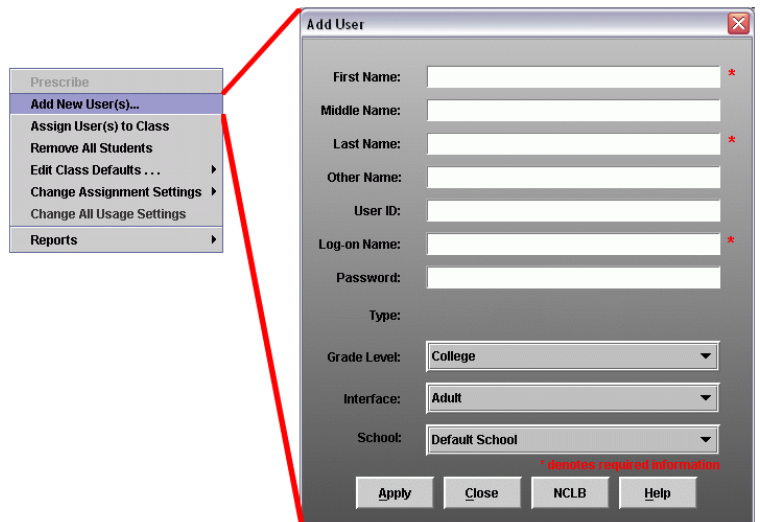 Prescribe
Add New User(s)...
Assign User(s) to Class
Remove All Students
Edit Class Defaults . . .
Change Assignment Settings
Change All Usage Settings
Reports
Add User
First Name: *
Middle Name:
Last Name: *
Other Name:
User ID:
Log-on Name: *
Password:
Type:
Grade Level: College
Interface: Adult
School: Default School
* denotes required information
Apply Close NCLB Help